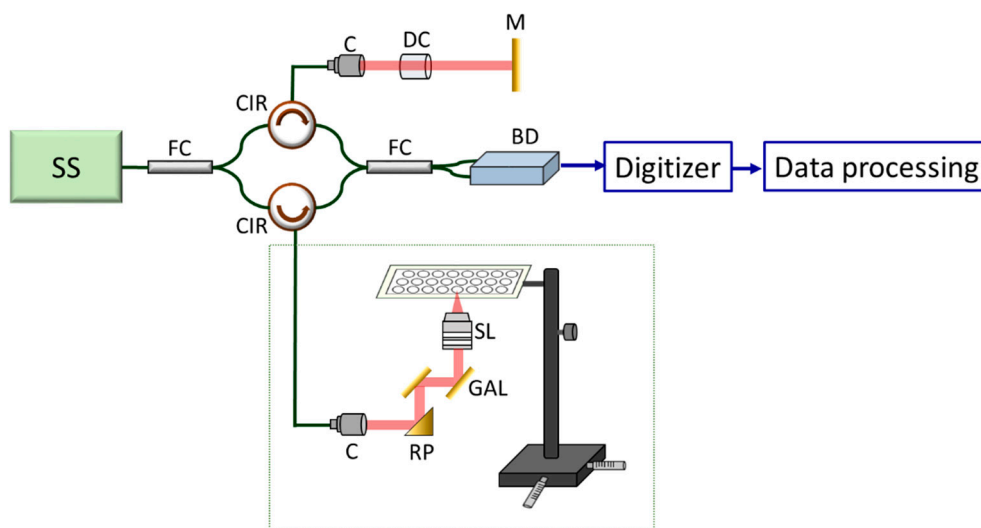 M
C
DC
CIR
SS
FC
FC
BD
Digitizer
Data processing
CIR
SL
GAL
C
RP